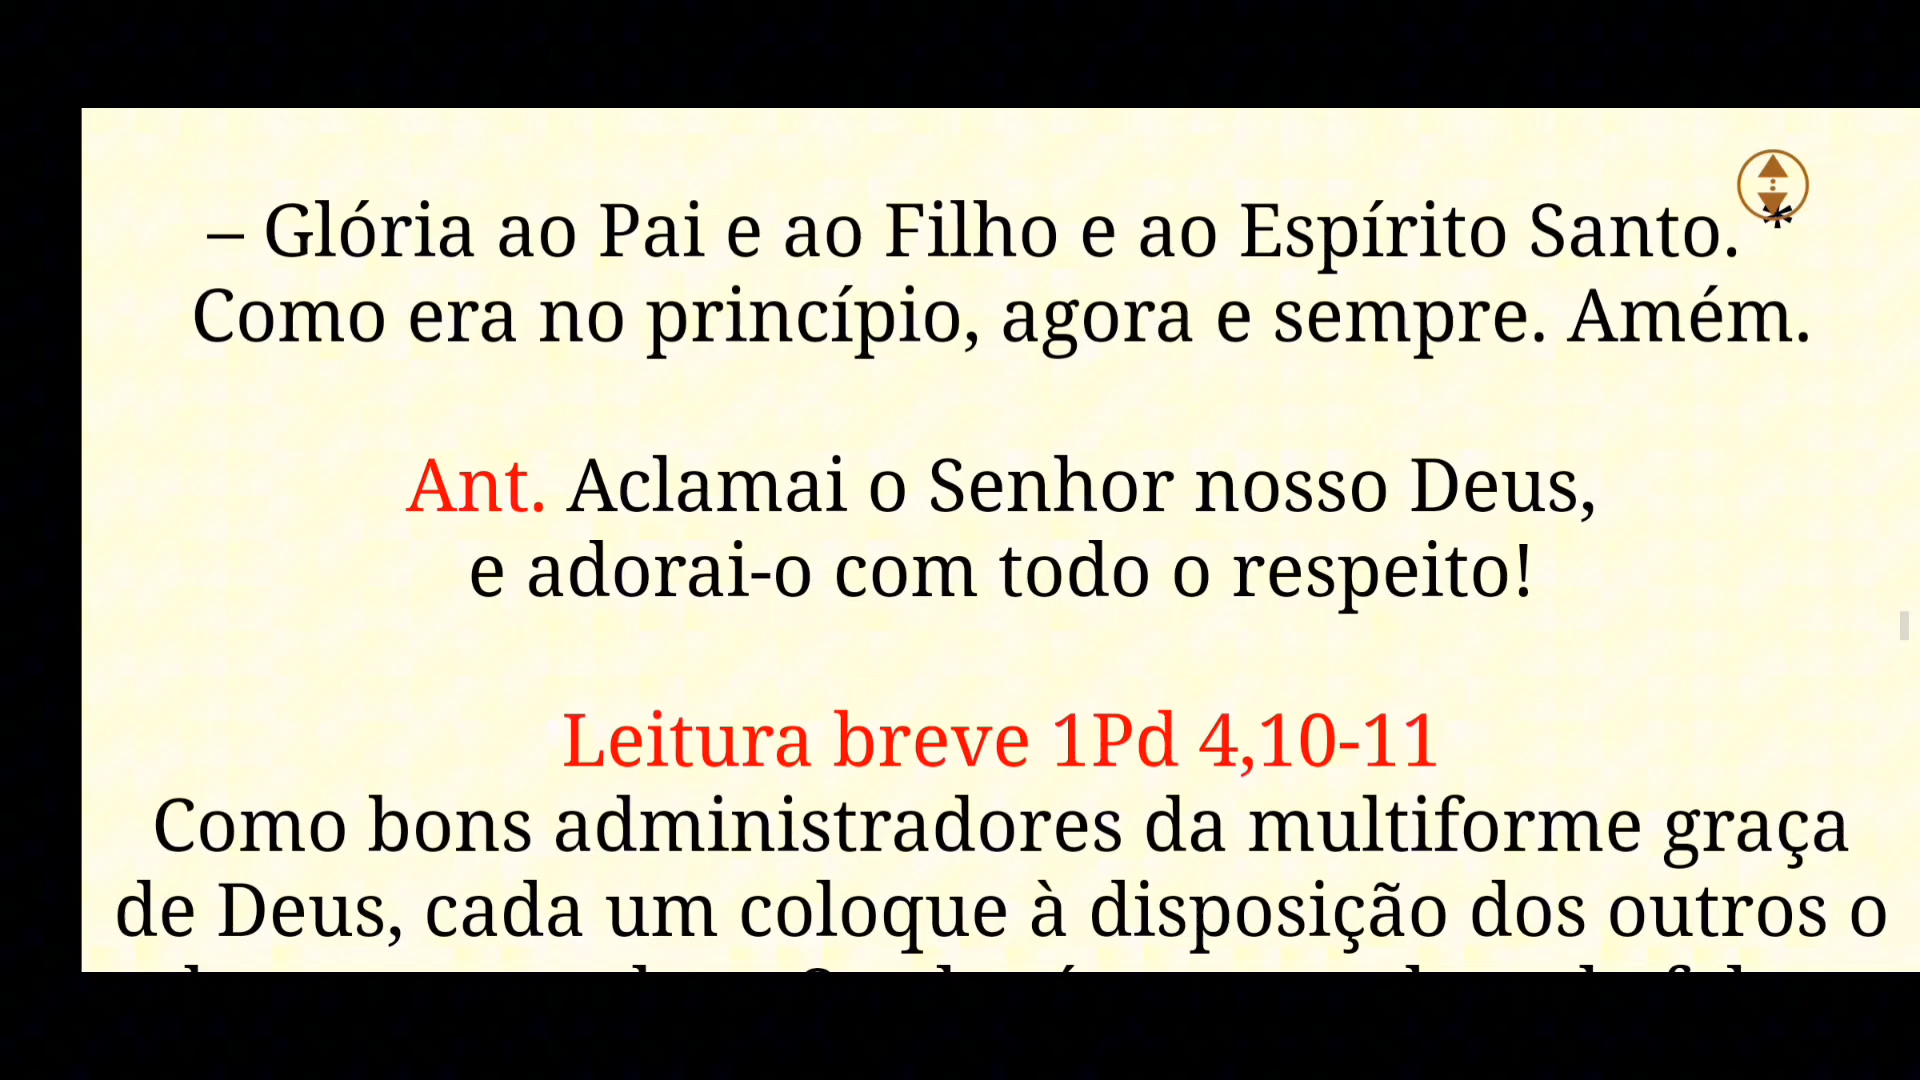 – Glória ao Pai e ao Filho e ao Espírito Santo. *
Como era no princípio, agora e sempre. Amém.
Ant. Aclamai o Senhor nosso Deus,
e adorai-o com todo o respeito!
Leitura breve 1Pd 4,10-11
Como bons administradores da multiforme graça
de Deus, cada um coloque à disposição dos outros o